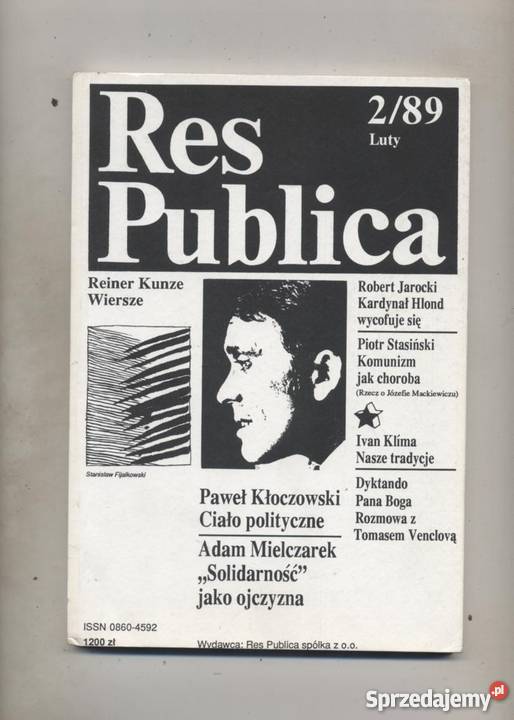 Res
Publica
2/89
Luty
Reiner Kunze
Wiersze
Stanisław Fijałkowski
Robert Jarocki
Kardynał Hlond
wycofuje się
Piotr Stasiński
Komunizm
jak choroba
(Rzecz o Józefie Mackiewiczu)
Ivan Klíma
Nasze tradycje
Dyktando
Pana Boga
Rozmowa z
Tomasem Venclovą
Paweł Kłoczowski
Ciało polityczne
Adam Mielczarek
„Solidarność”
jako ojczyzna
ISSN 0860-4592
1200 zł
Wydawca: Res Publica spółka z o.o.
Sprzedajemy.pl